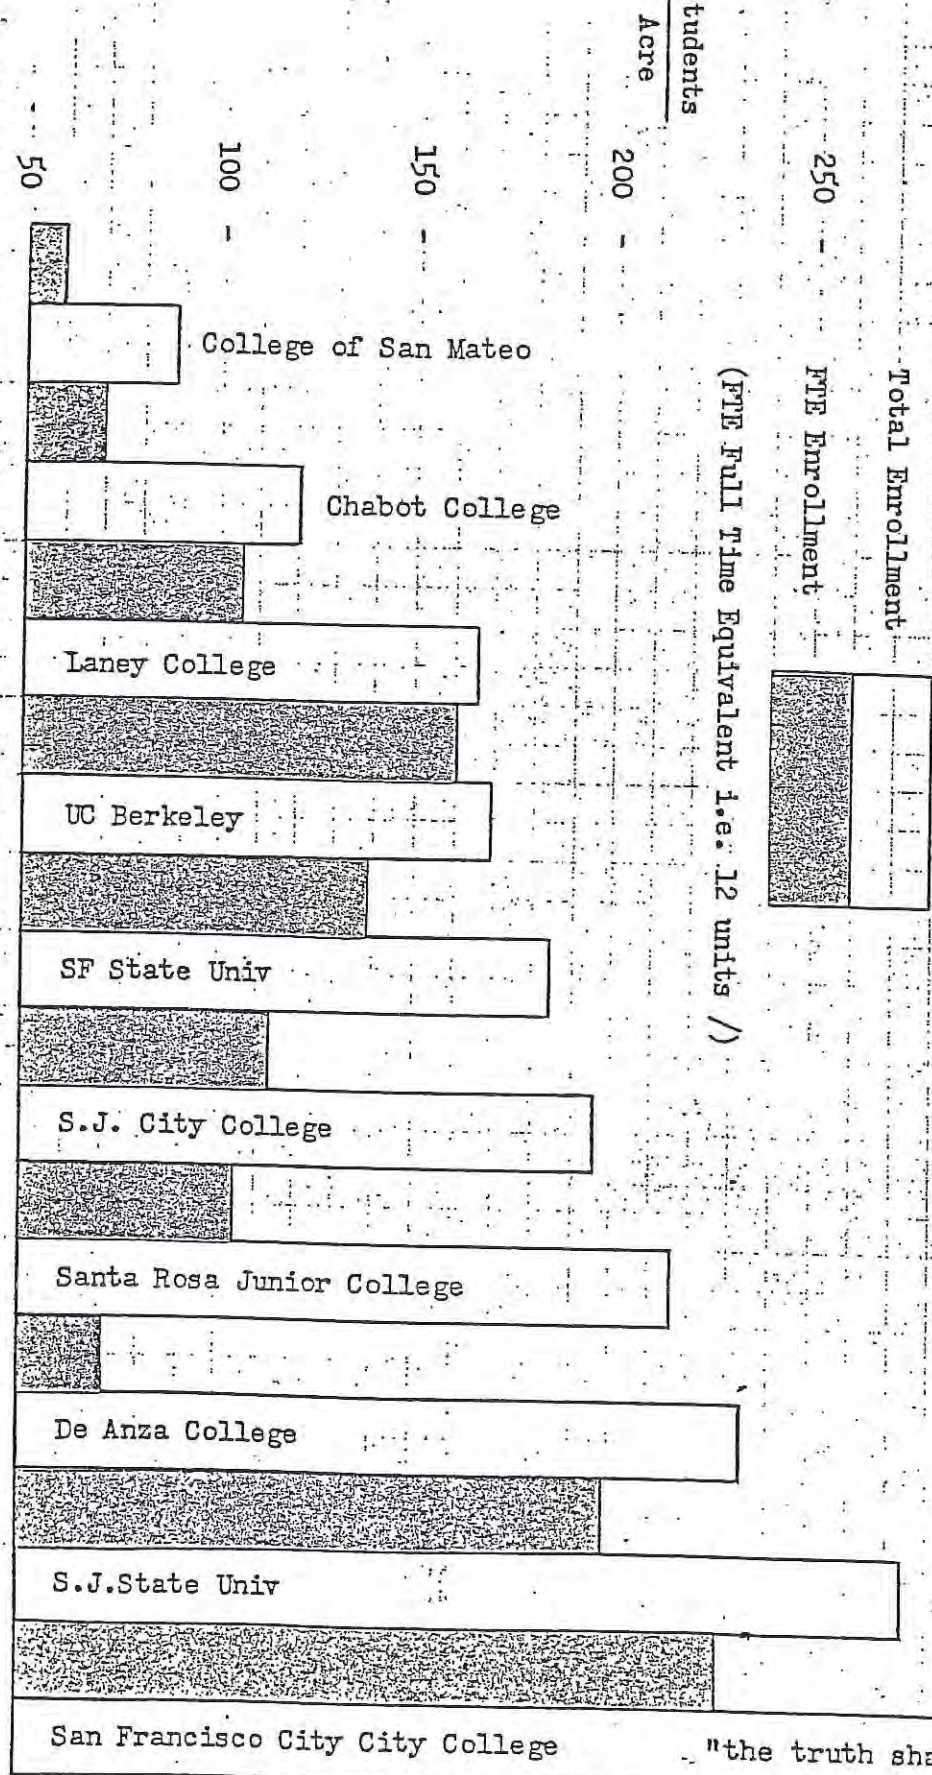 Total Enrollment
FTE Enrollment
(FTE Full Time Equivalent i.e. 12 units /)
tudents
Acre
250 -
200 -
150 -
100 -
50 -
College of San Mateo
Chabot College
Laney College
UC Berkeley
SF State Univ
S.J. City College
Santa Rosa Junior College
De Anza College
S.J.State Univ
San Francisco City City College
"the truth sha